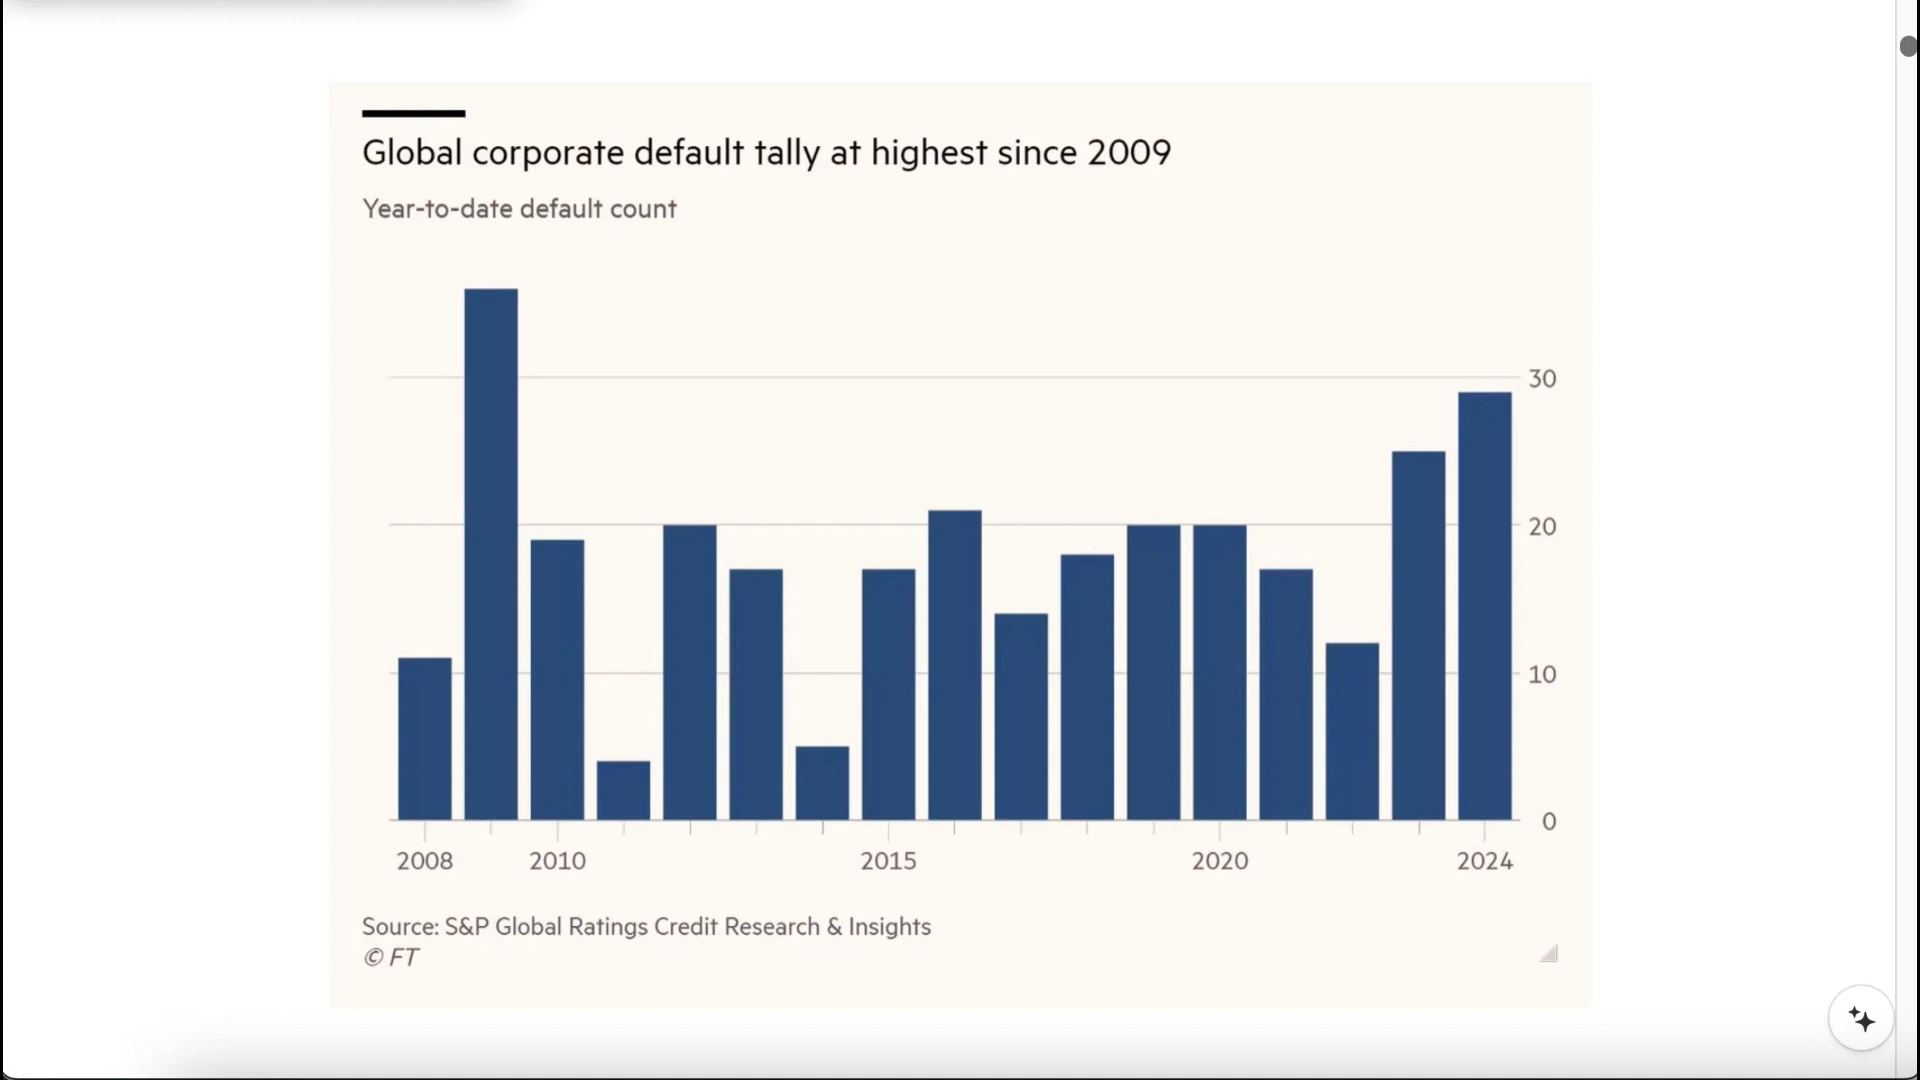 Global corporate default tally at highest since 2009
Year-to-date default count
30
20
10
0
2008 2010 2015 2020 2024
Source: S&P Global Ratings Credit Research & Insights
© FT